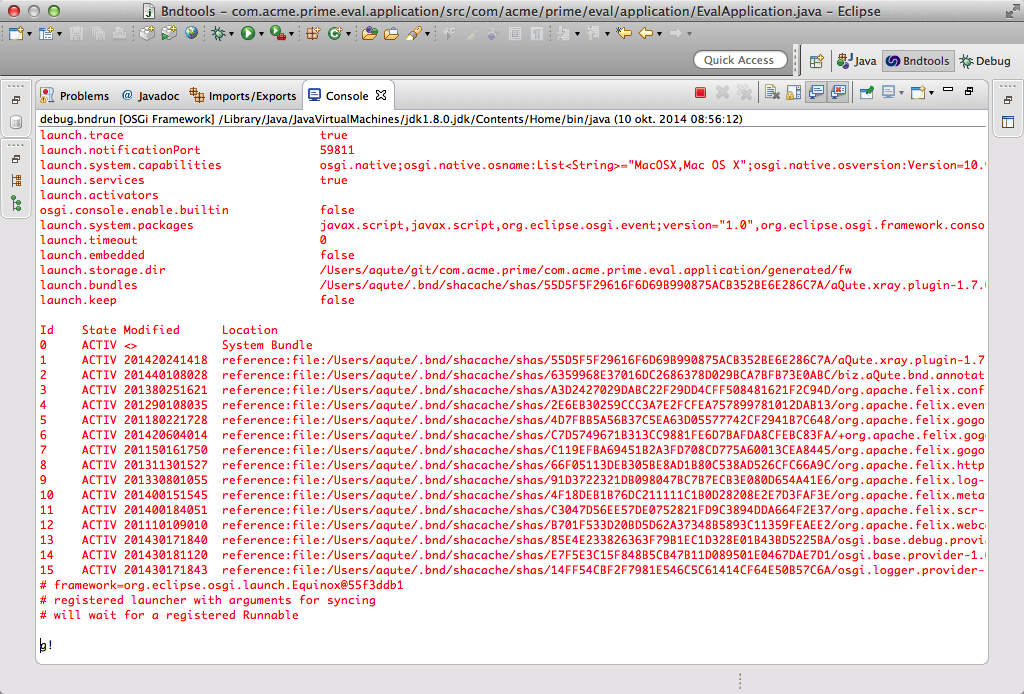 Bndtools - com.acme.prime.eval.application/src/com/acme/prime/eval/application/EvalApplication.java - Eclipse
Quick Access
Java
Bndtools
Debug
Problems
@ Javadoc
Imports/Exports
Console
debug.bndrun [OSGi Framework] /Library/Java/JavaVirtualMachines/jdk1.8.0.jdk/Contents/Home/bin/java (10 okt. 2014 08:56:12)
launch.trace true
launch.notificationPort 59811
launch.system.capabilities osgi.native;osgi.native.osname:List<String>="MacOSX,Mac OS X";osgi.native.osversion:Version=10.
launch.services true
launch.activators
osgi.console.enable.builtin false
launch.system.packages javax.script,javax.script,org.eclipse.osgi.event;version="1.0",org.eclipse.osgi.framework.conso
launch.timeout 0
launch.embedded false
launch.storage.dir /Users/aqute/git/com.acme.prime/com.acme.prime.eval.application/generated/fw
launch.bundles /Users/aqute/.bnd/shacache/shas/55D5F5F29616F6D69B990875ACB352BE6E286C7A/aQute.xray.plugin-1.7.
launch.keep false
Id State Modified Location
0 ACTIV <> System Bundle
1 ACTIV 201420241418 reference:file:/Users/aqute/.bnd/shacache/shas/55D5F5F29616F6D69B990875ACB352BE6E286C7A/aQute.xray.plugin-1.7
2 ACTIV 201440108028 reference:file:/Users/aqute/.bnd/shacache/shas/6359968E37016DC2686378D029BCA7BFB73E0ABC/biz.aQute.bnd.annotat
3 ACTIV 201380251621 reference:file:/Users/aqute/.bnd/shacache/shas/A3D2427029DABC22F29DD4CFF508481621F2C94D/org.apache.felix.conf
4 ACTIV 201290108035 reference:file:/Users/aqute/.bnd/shacache/shas/2E6EB30259CCC3A7E2FCFEA757899781012DAB13/org.apache.felix.even
5 ACTIV 201180221728 reference:file:/Users/aqute/.bnd/shacache/shas/4D7FBB5A56B37C5EA63D05577742CF2941B7C648/org.apache.felix.gogo
6 ACTIV 201420604014 reference:file:/Users/aqute/.bnd/shacache/shas/C7D5749671B313CC9881FE6D7BAFDA8CFEBC83FA/+org.apache.felix.gog
7 ACTIV 201150161750 reference:file:/Users/aqute/.bnd/shacache/shas/C119EFBA69451B2A3FD708CD775A60013CEA8445/org.apache.felix.gogo
8 ACTIV 201311301527 reference:file:/Users/aqute/.bnd/shacache/shas/66F05113DEB305BE8AD1B80C538AD526CFC66A9C/org.apache.felix.http
9 ACTIV 201330801055 reference:file:/Users/aqute/.bnd/shacache/shas/91D3722321DB098047BC7B7ECB3E080D654A41E6/org.apache.felix.log-
10 ACTIV 201400151545 reference:file:/Users/aqute/.bnd/shacache/shas/4F18DEB1B76DC211111C1B0D28208E2E7D3FAF3E/org.apache.felix.meta
11 ACTIV 201400184051 reference:file:/Users/aqute/.bnd/shacache/shas/C3047D56EE57DE0752821FD9C3894DDA664F2E37/org.apache.felix.scr-
12 ACTIV 201110109010 reference:file:/Users/aqute/.bnd/shacache/shas/B701F533D20BD5D62A37348B5893C11359FEAEE2/org.apache.felix.webc
13 ACTIV 201430171840 reference:file:/Users/aqute/.bnd/shacache/shas/85E4E233826363F79B1EC1D328E01B43BD5225BA/osgi.base.debug.provi
14 ACTIV 201430181120 reference:file:/Users/aqute/.bnd/shacache/shas/E7F5E3C15F848B5CB47B11D089501E0467DAE7D1/osgi.base.provider-1.
15 ACTIV 201430171843 reference:file:/Users/aqute/.bnd/shacache/shas/14FF54CBF2F7981E546C5C61414CF64E50B57C6A/osgi.logger.provider-
# framework=org.eclipse.osgi.launch.Equinox@55f3ddb1
# registered launcher with arguments for syncing
# will wait for a registered Runnable
g!